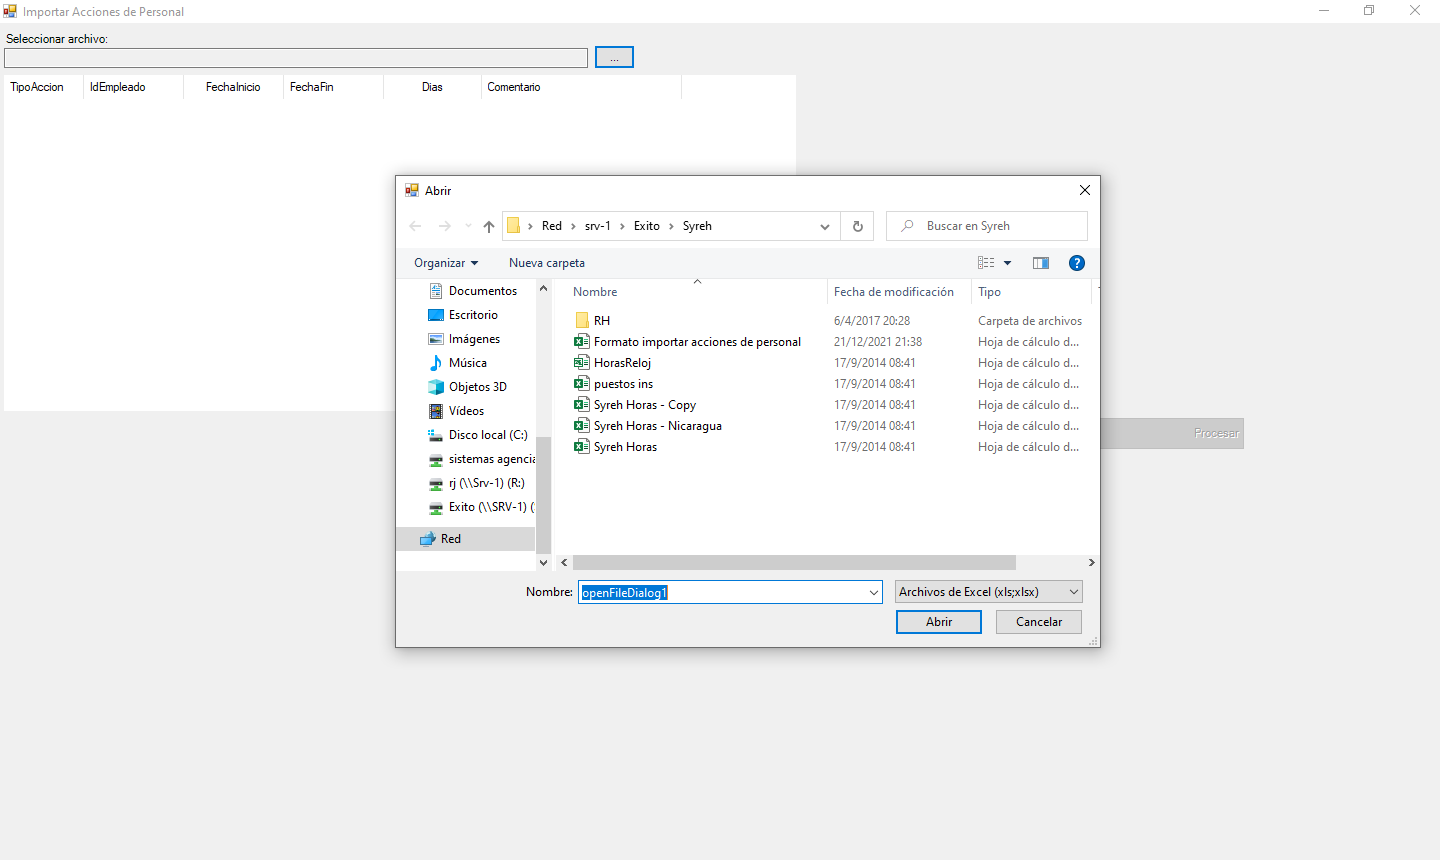 Importar Acciones de Personal
Seleccionar archivo:
...
TipoAccion IdEmpleado FechaInicio FechaFin Dias Comentario
Abrir
Red srv-1 Exito Syreh
Buscar en Syreh
Organizar Nueva carpeta
?
Documentos
Escritorio
Imágenes
Música
Objetos 3D
Vídeos
Disco local (C:)
sistemas agencia
rj (\\Srv-1) (R:)
Exito (\\SRV-1) (
Red
Nombre Fecha de modificación Tipo
RH 6/4/2017 20:28 Carpeta de archivos
Formato importar acciones de personal 21/12/2021 21:38 Hoja de cálculo d...
HorasReloj 17/9/2014 08:41 Hoja de cálculo d...
puestos ins 17/9/2014 08:41 Hoja de cálculo d...
Syreh Horas - Copy 17/9/2014 08:41 Hoja de cálculo d...
Syreh Horas - Nicaragua 17/9/2014 08:41 Hoja de cálculo d...
Syreh Horas 17/9/2014 08:41 Hoja de cálculo d...
Procesar
Nombre: openFileDialog1 Archivos de Excel (xls;xlsx)
Abrir Cancelar